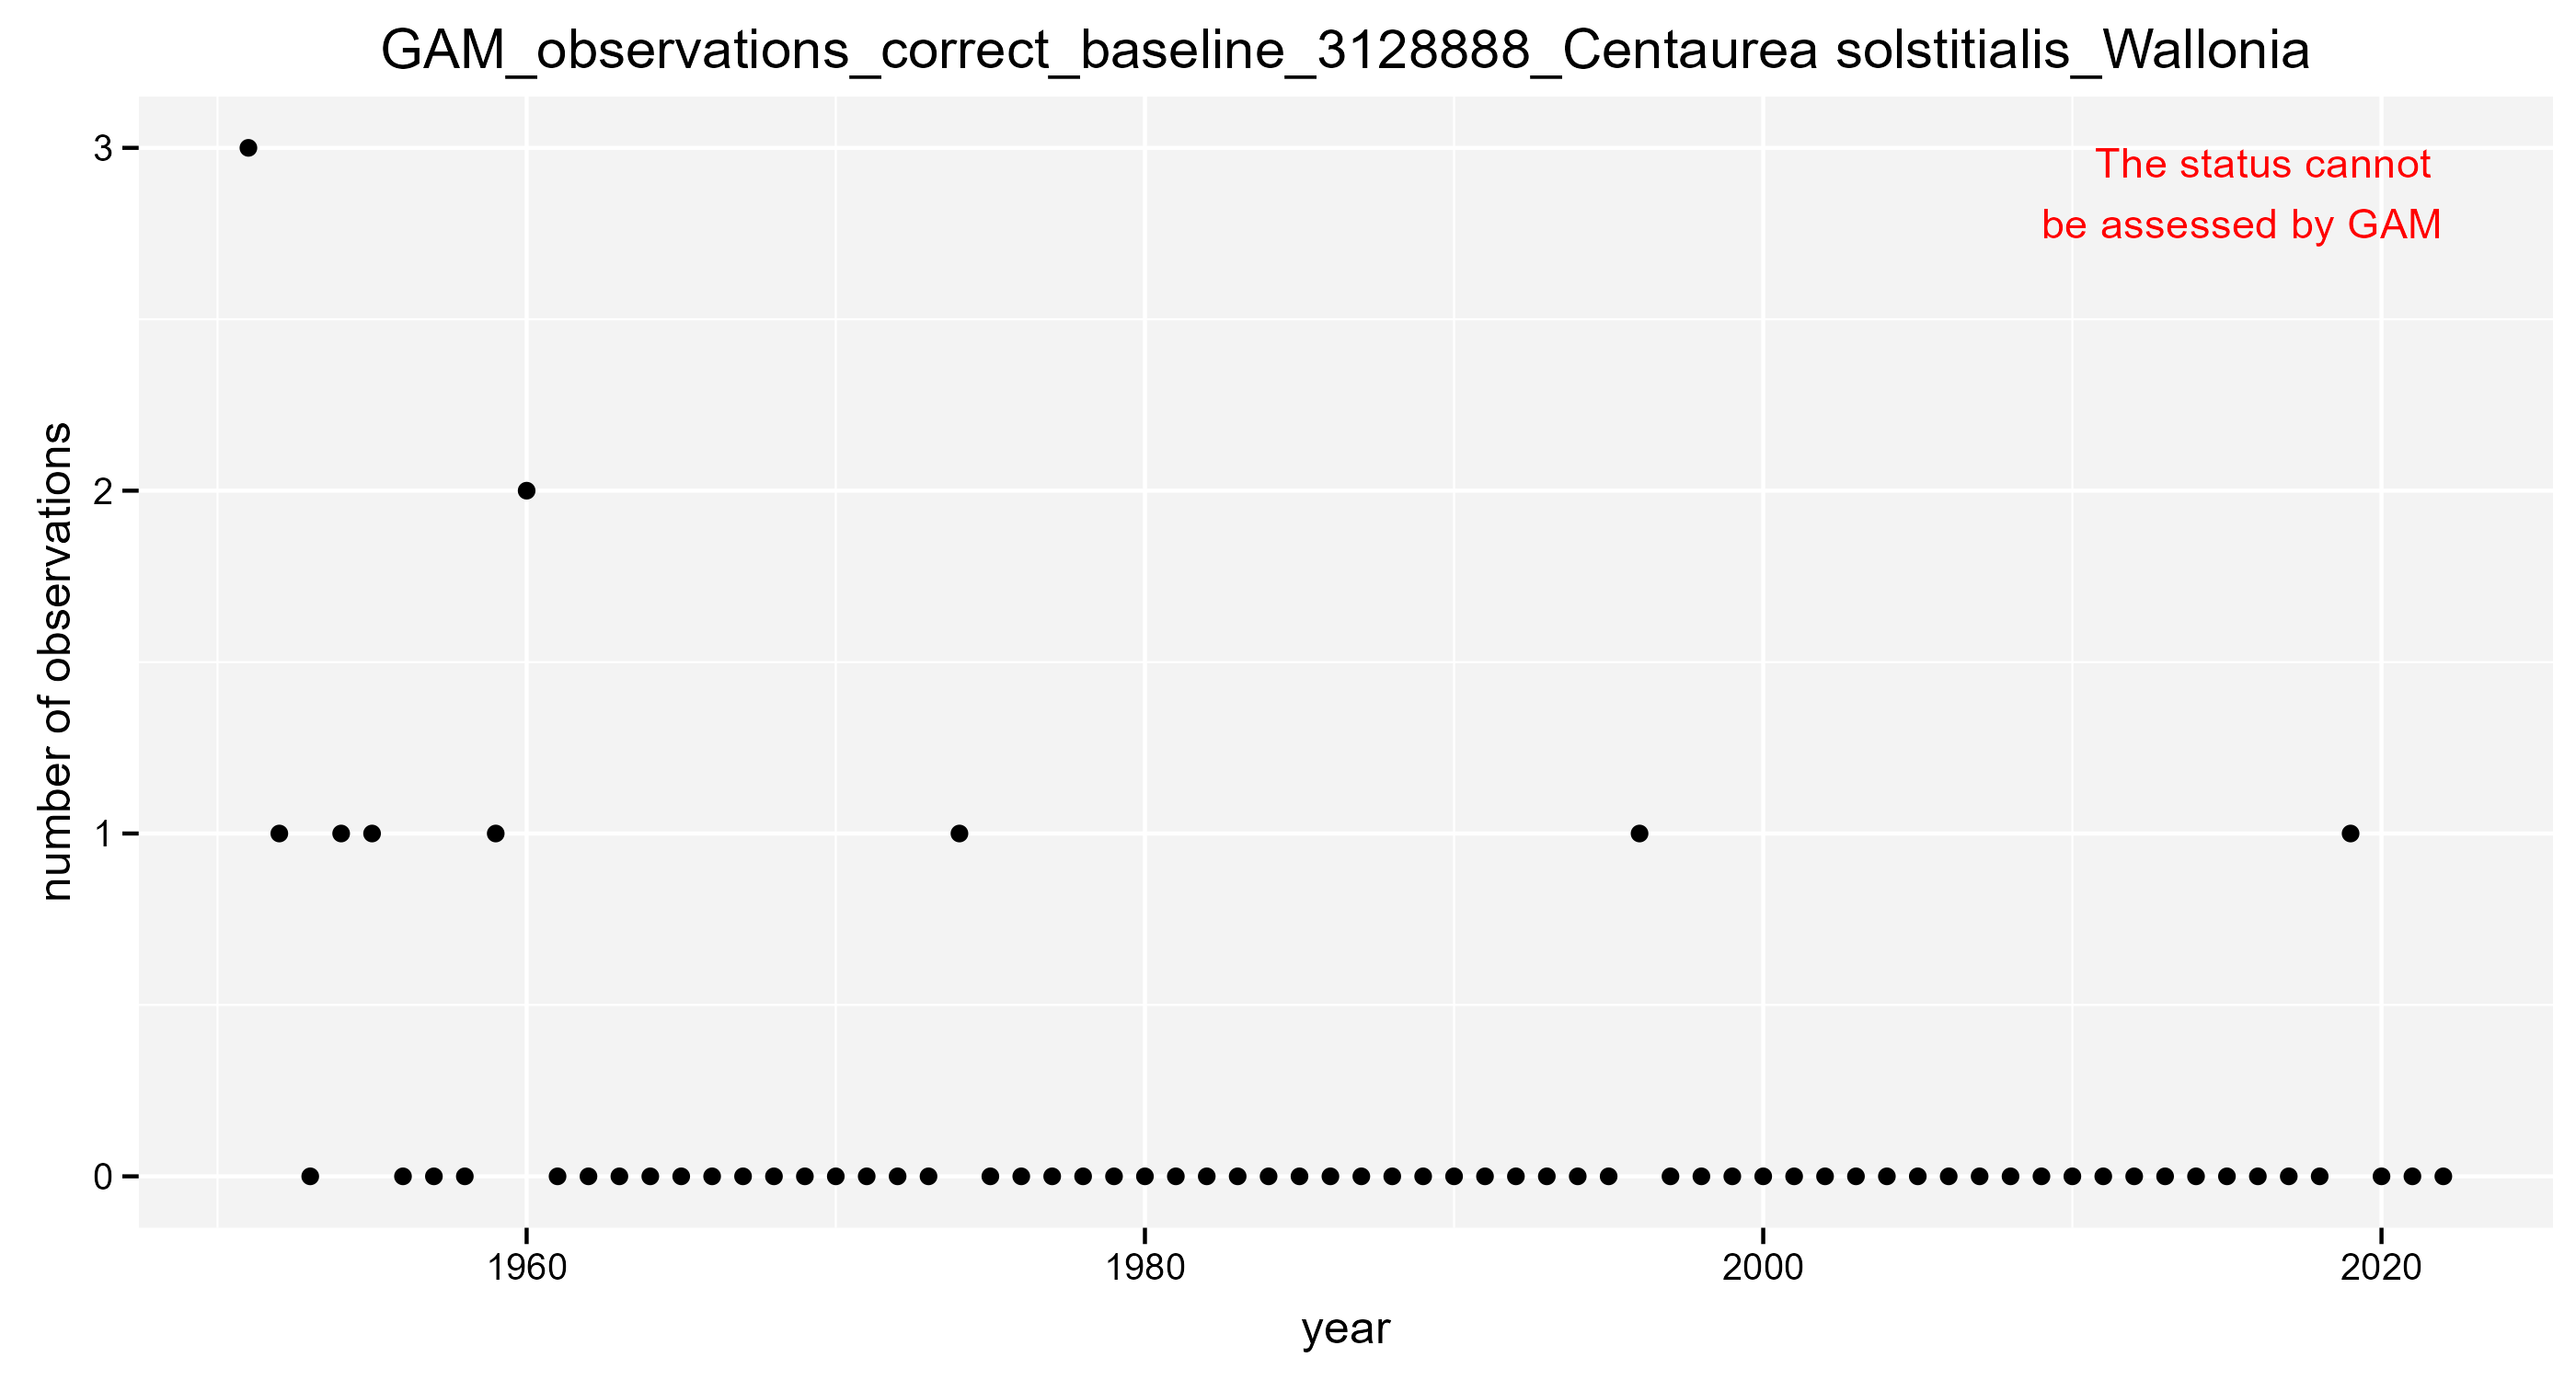 GAM_observations_correct_baseline_3128888_Centaurea solstitialis_Wallonia
The status cannot
be assessed by GAM
number of observations
3
2
1
0
1960
1980
2000
2020
year